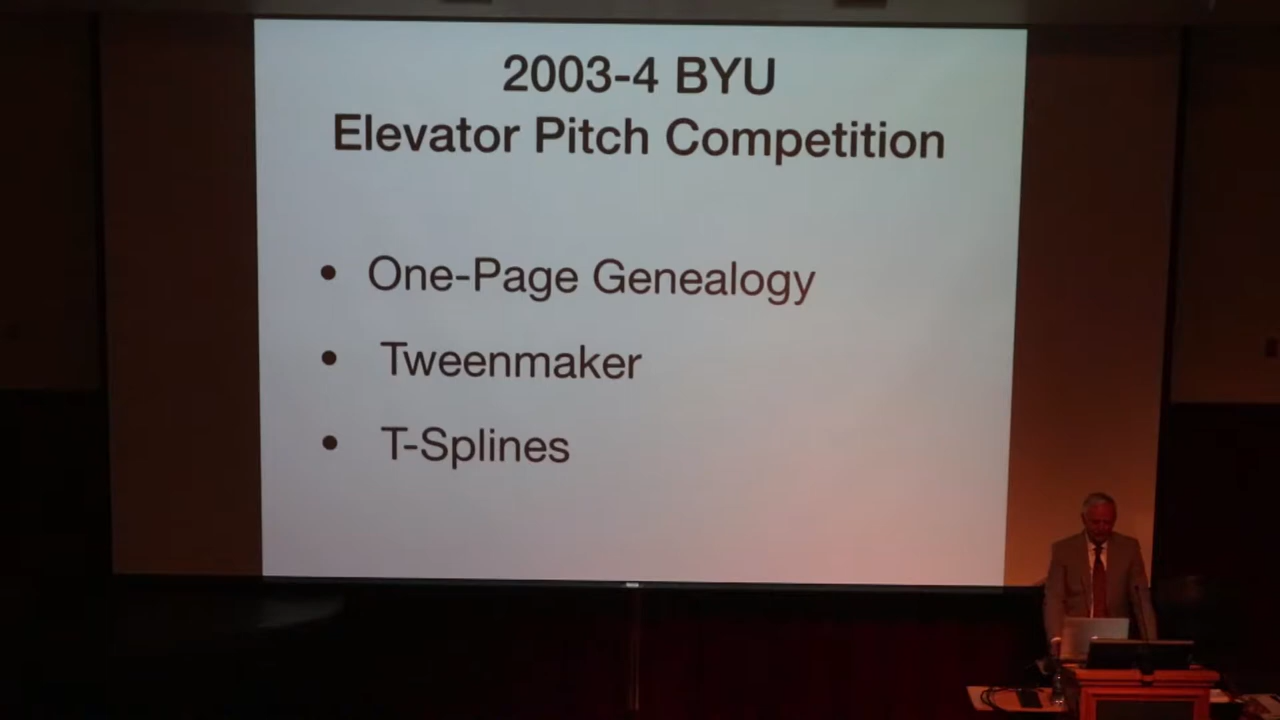 2003-4 BYU
Elevator Pitch Competition
• One-Page Genealogy
• Tweenmaker
• T-Splines